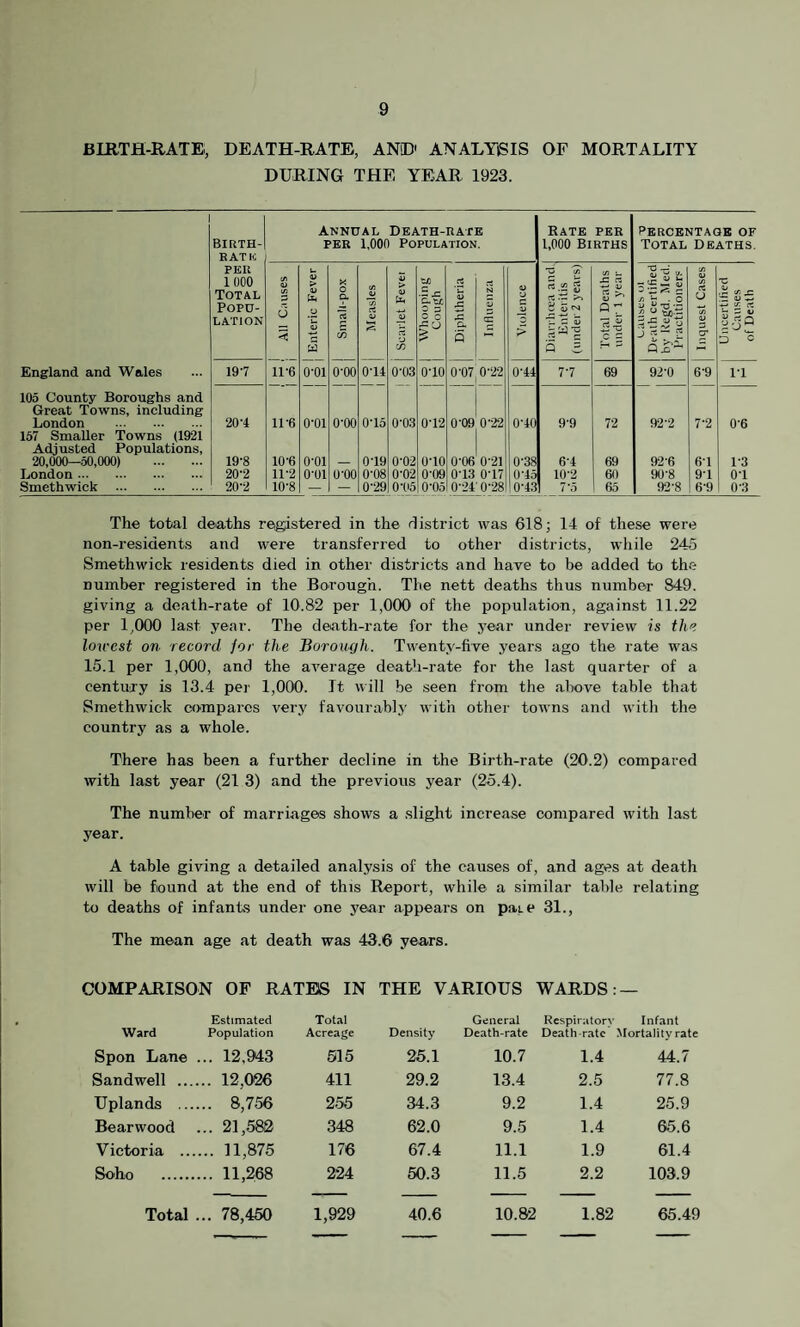 9
BIRTH-RATE, DEATH-RATE, AND ANALYSIS OF MORTALITY
DURING THE YEAR 1923.
BIRTH-RATE PER 1000 TOTAL POPU-LATION | ANNUAL DEATH-RATE PER 1,000 POPULATION. | RATE PER 1,000 BIRTHS | PERCENTAGE OF TOTAL DEATHS.
All Causes | Enteric Fever | Small-pox | Measles | Scarlet Fever | Whooping Cough | Diphtheria | Influenza | Violence | Diarrhœa and Enteritis (under 2 years) | Total Deaths under 1 year | Causes of Death certified by Regd. Med. Practitioners | Inquest Cases | Uncertified Causes of Death
England and Wales ... 19·7 11·6 0·01 0·00 0·14 0·03 0·10 0·07 0·22 0·44 7·7 69 92·0 6·9 1·1
105 County Boroughs and
Great Towns, including
London ... ... ... 20·4 11·6 0·01 0·00 0·15 0·03 0·12 0·09 0·22 0·40 9·9 72 92·2 7·2 0·6
157 Smaller Towns (1921
Adjusted Populations,
20,000—50,000) ... ... 19·8 10·6 0·01 — 0·19 0·02 0·10 0·06 0·21 0·38 6·4 69 92·6 6·1 1·3
London ... ... ... ... 20·2 11·2 0·01 0·00 0·08 0·02 0·09 0·13 0·17 0·45 10·2 60 90·8 9·1 0·1
Smethwick ... ... ... 20·2 10·8 — — 0·29 0·05 0·05 0·24 0·28 0·43 7·5 65 92·8 6·9 0·3
The total deaths registered in the district was 618; 14 of these were
non-residents and were transferred to other districts, while 245
Smethwick residents died in other districts and have to be added to the
number registered in the Borough. The nett deaths thus number 849.
giving a death-rate of 10.82 per 1,000 of the population, against 11.22
per 1,000 last year. The death-rate for the year under review is the
lowest on record for the Borough. Twenty-five years ago the rate was
15.1 per 1,000, and the average death-rate for the last quarter of a
century is 13.4 per 1,000. It will be seen from the above table that
Smethwick compares very favourably with other towns and with the
country as a whole.
There has been a further decline in the Birth-rate (20.2) compared
with last year (21 3) and the previous year (25.4).
The number of marriages shows a slight increase compared with last
year.
A table giving a detailed analysis of the causes of, and ages at death
will be found at the end of this Report, while a similar table relating
to deaths of infants under one year appears on page 31.,
The mean age at death was 43.6 years.
COMPARISON OF RATES IN THE VARIOUS WARDS:—
Ward | Estimated Population | Total Acreage | Density | General Death-rate | Respiratory Death-rate | Infant Mortality rate
Spon Lane ... 12,943 515 25.1 10.7 1.4 44.7
Sandwell ...... 12,026 411 29.2 13.4 2.5 77.8
Uplands ...... 8,756 255 34.3 9.2 1.4 25.9
Bearwood ... 21,582 348 62.0 9.5 1.4 65.6
Victoria ...... 11,875 176 67.4 11.1 1.9 61.4
Soho ......... 11,268 224 50.3 11.5 2.2 103.9
Total ... 78,450 1,929 40.6 10.82 1.82 65.49